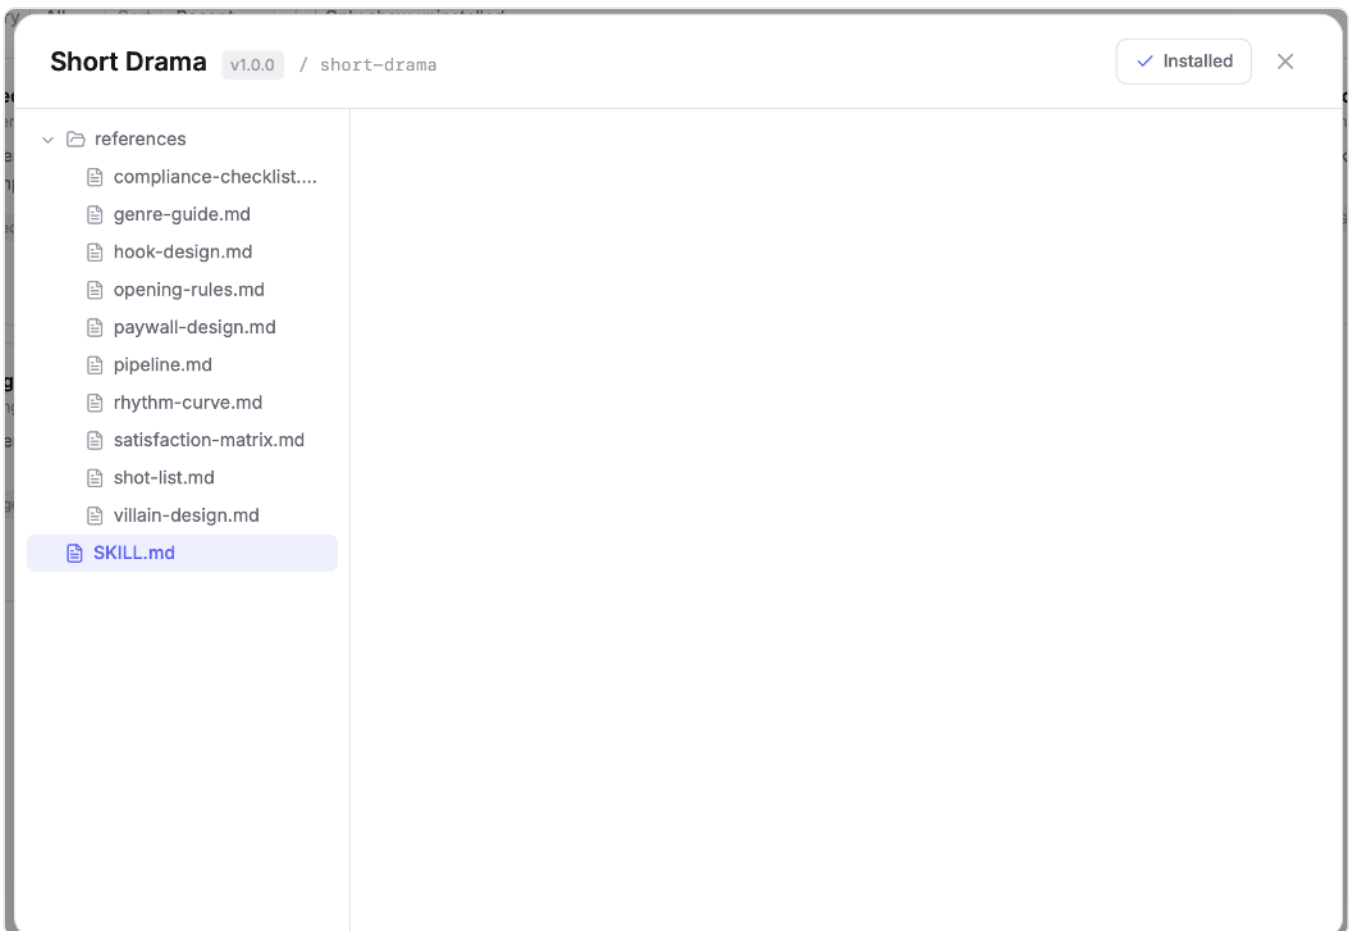 Short Drama v1.0.0 / short-drama
Installed
references
compliance-checklist....
genre-guide.md
hook-design.md
opening-rules.md
paywall-design.md
pipeline.md
rhythm-curve.md
satisfaction-matrix.md
shot-list.md
villain-design.md
SKILL.md